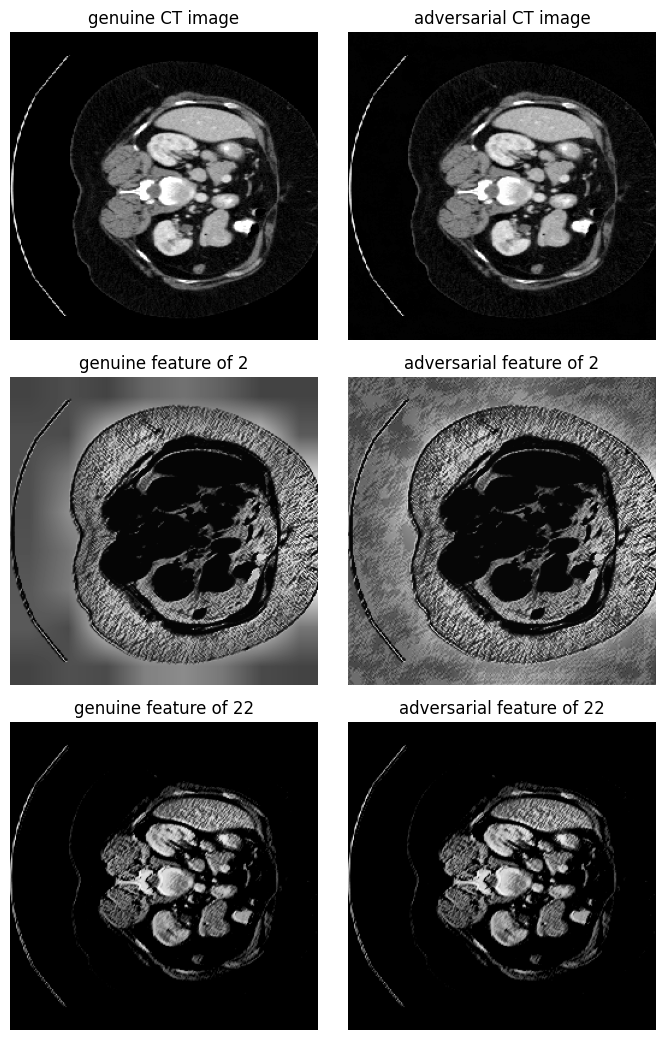 genuine CT image
adversarial CT image
genuine feature of 2
adversarial feature of 2
genuine feature of 22
adversarial feature of 22